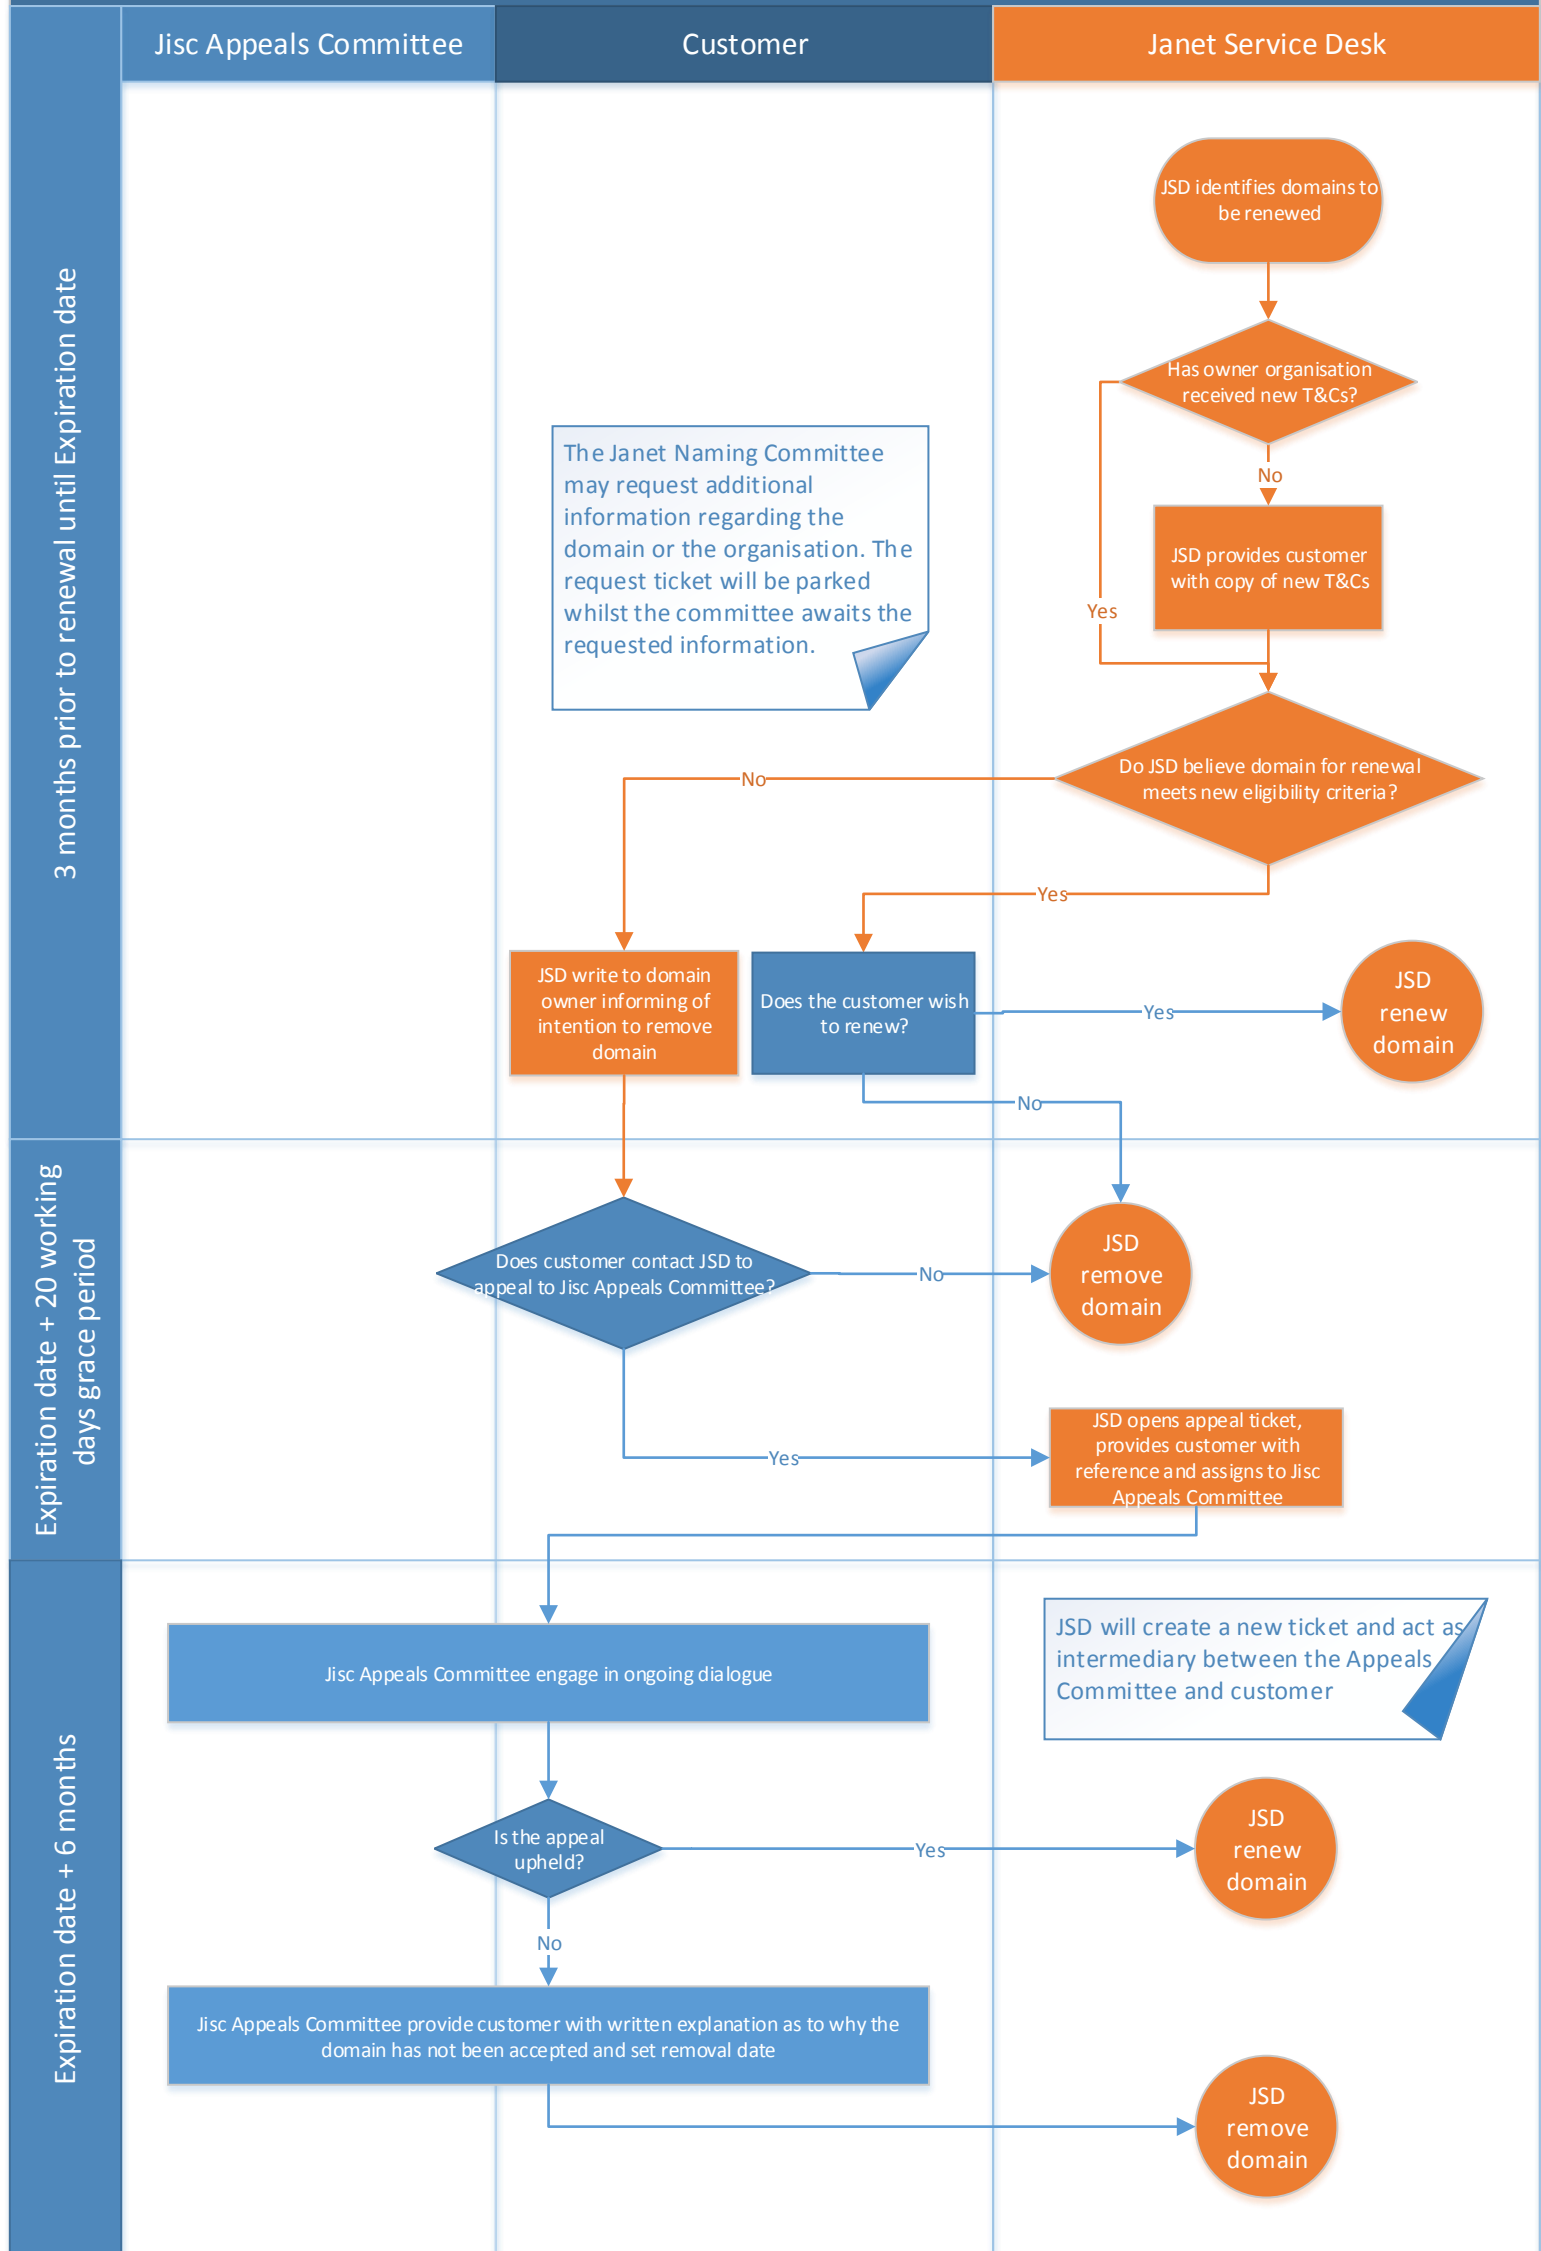 Jisc Appeals Committee
Customer
Janet Service Desk
3 months prior to renewal until Expiration date
JSD identifies domains to
be renewed
Has owner organisation
received new T&Cs?
No
Yes
JSD provides customer
with copy of new T&Cs
The Janet Naming Committee
may request additional
information regarding the
domain or the organisation. The
request ticket will be parked
whilst the committee awaits the
requested information.
Do JSD believe domain for renewal
meets new eligibility criteria?
No
Yes
JSD write to domain
owner informing of
intention to remove
domain
Does the customer wish
to renew?
Yes
JSD
renew
domain
No
Expiration date + 20 working
days grace period
Does customer contact JSD to
appeal to Jisc Appeals Committee?
No
JSD
remove
domain
Yes
JSD opens appeal ticket,
provides customer with
reference and assigns to Jisc
Appeals Committee
Expiration date + 6 months
Jisc Appeals Committee engage in ongoing dialogue
JSD will create a new ticket and act as
intermediary between the Appeals
Committee and customer
Is the appeal
upheld?
Yes
JSD
renew
domain
No
Jisc Appeals Committee provide customer with written explanation as to why the
domain has not been accepted and set removal date
JSD
remove
domain